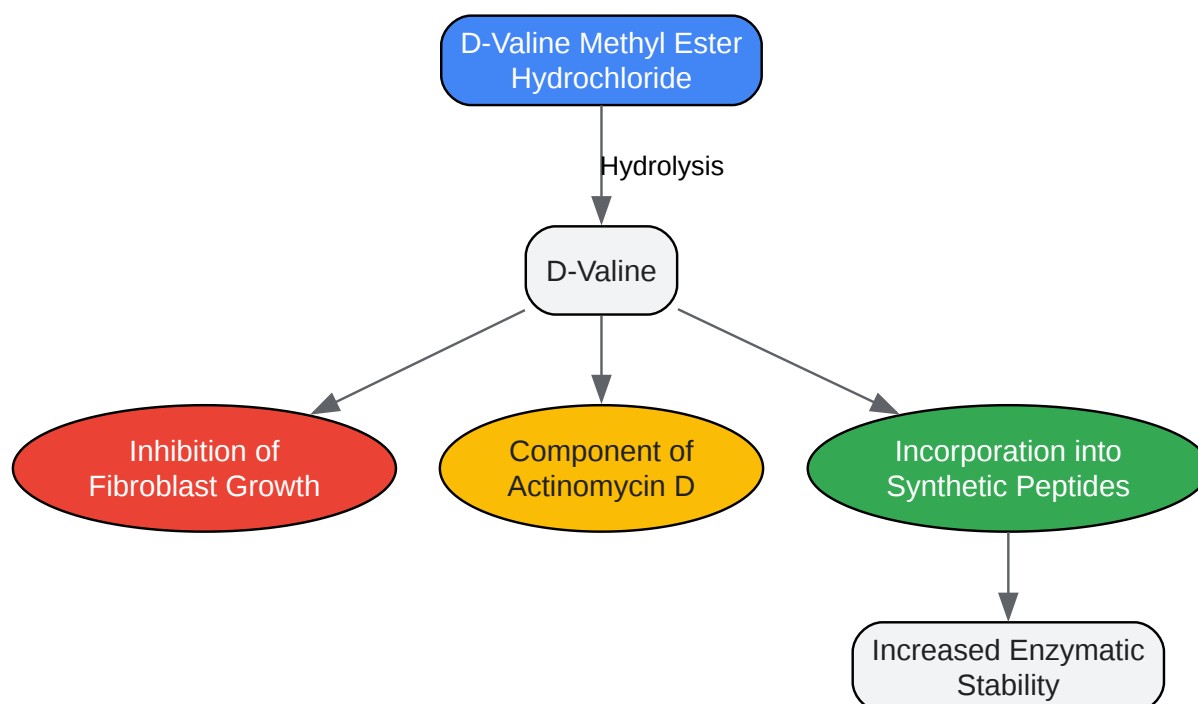 D-Valine Methyl Ester
Hydrochloride
Hydrolysis
D-Valine
Inhibition of
Fibroblast Growth
Component of
Actinomycin D
Incorporation into
Synthetic Peptides
Increased Enzymatic
Stability